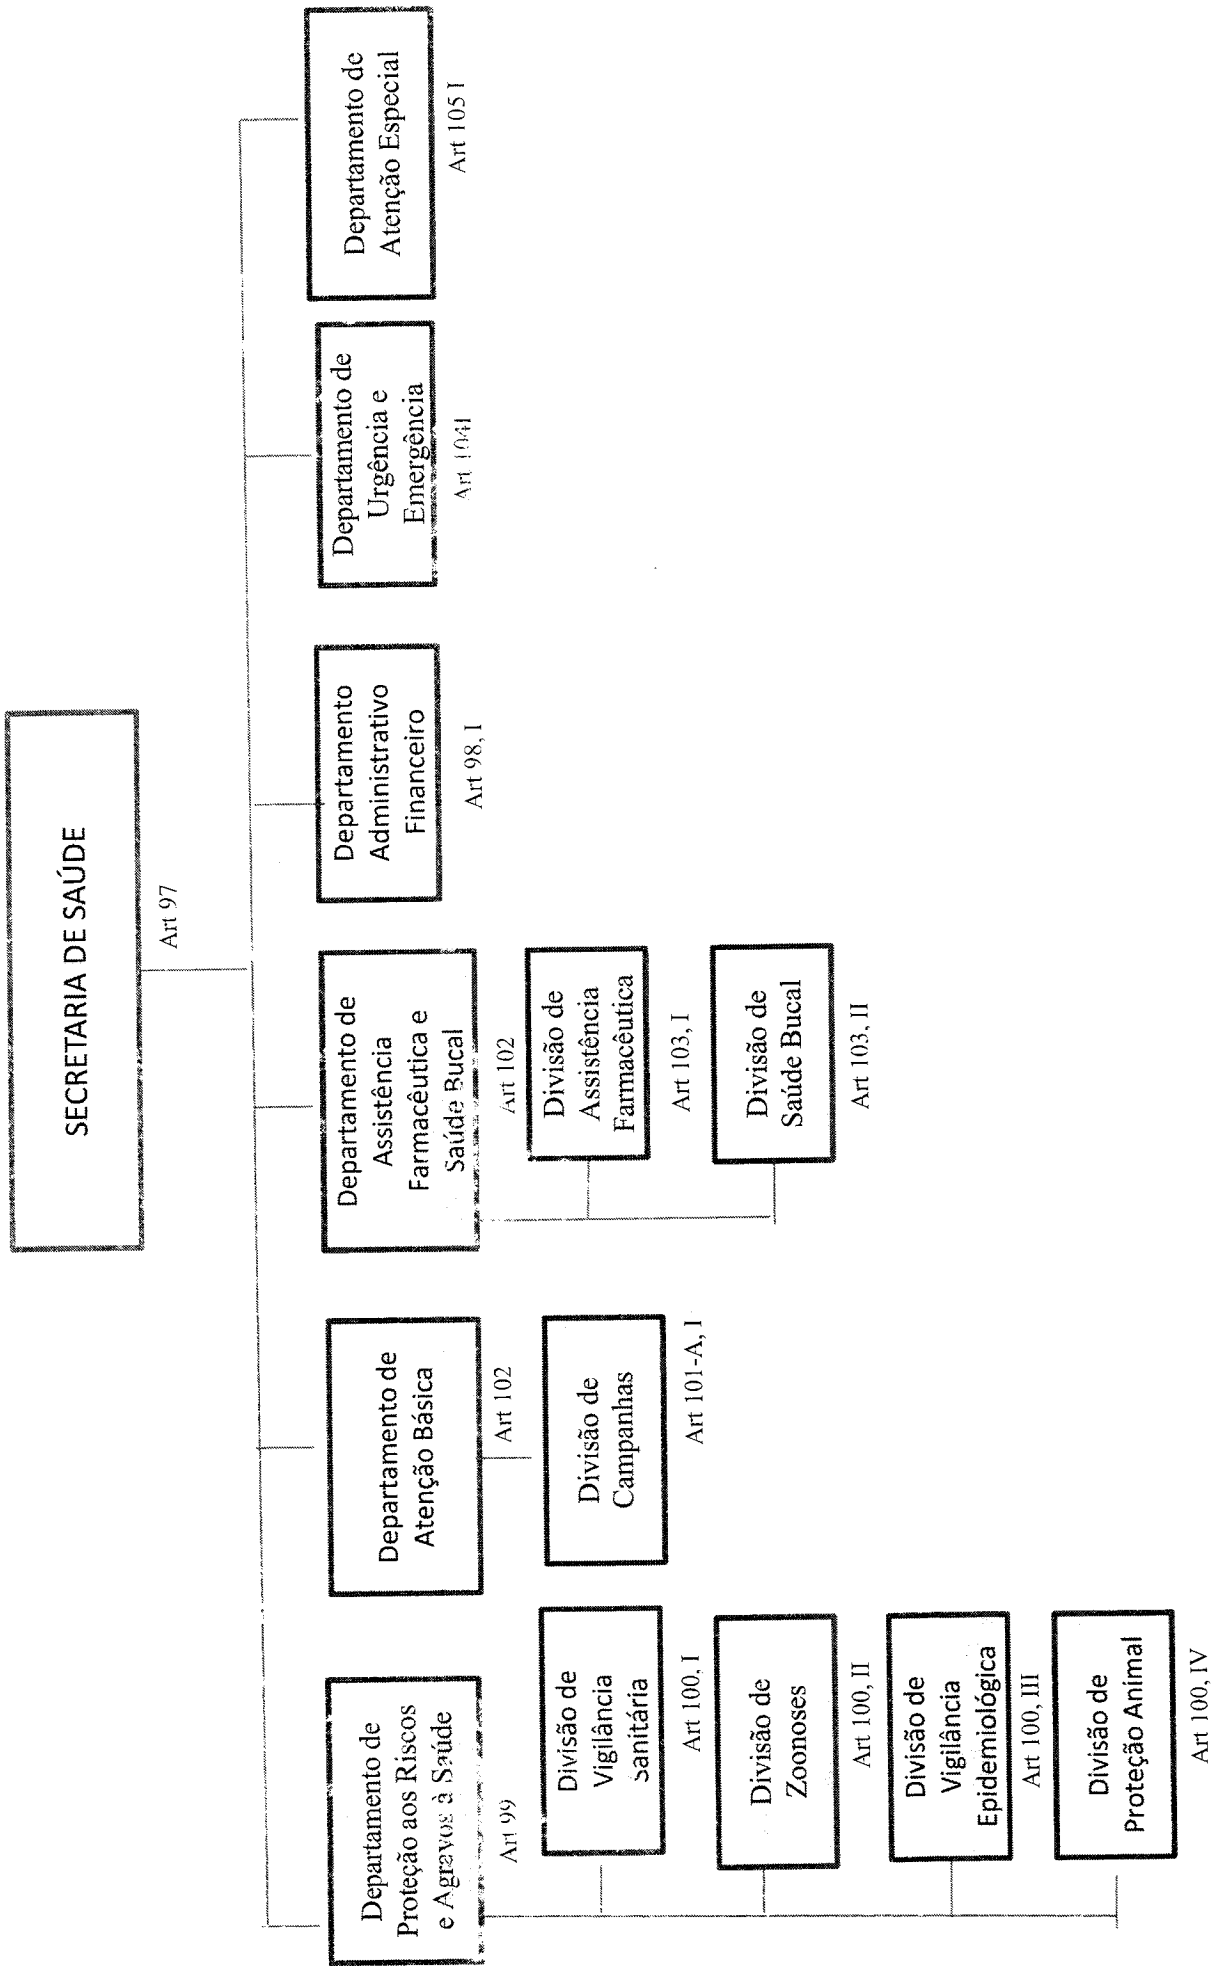 SECRETARIA DE SAÚDE
Art 97
Departamento de
Proteção aos Riscos
e Agravos à Saúde
Art 99
Divisão de
Vigilância
Sanitária
Art 100, I
Divisão de
Zoonoses
Art 100, II
Divisão de
Vigilância
Epidemiológica
Art 100, III
Divisão de
Proteção Animal
Art 100, IV
Departamento de
Atenção Básica
Art 102
Divisão de
Campanhas
Art 101-A, I
Departamento de
Assistência
Farmacêutica e
Saúde Bucal
Art 102
Divisão de
Assistência
Farmacêutica
Art 103, I
Divisão de
Saúde Bucal
Art 103, II
Departamento
Administrativo
Financeiro
Art 98, I
Departamento de
Urgência e
Emergência
Art 104I
Departamento de
Atenção Especial
Art 105 I